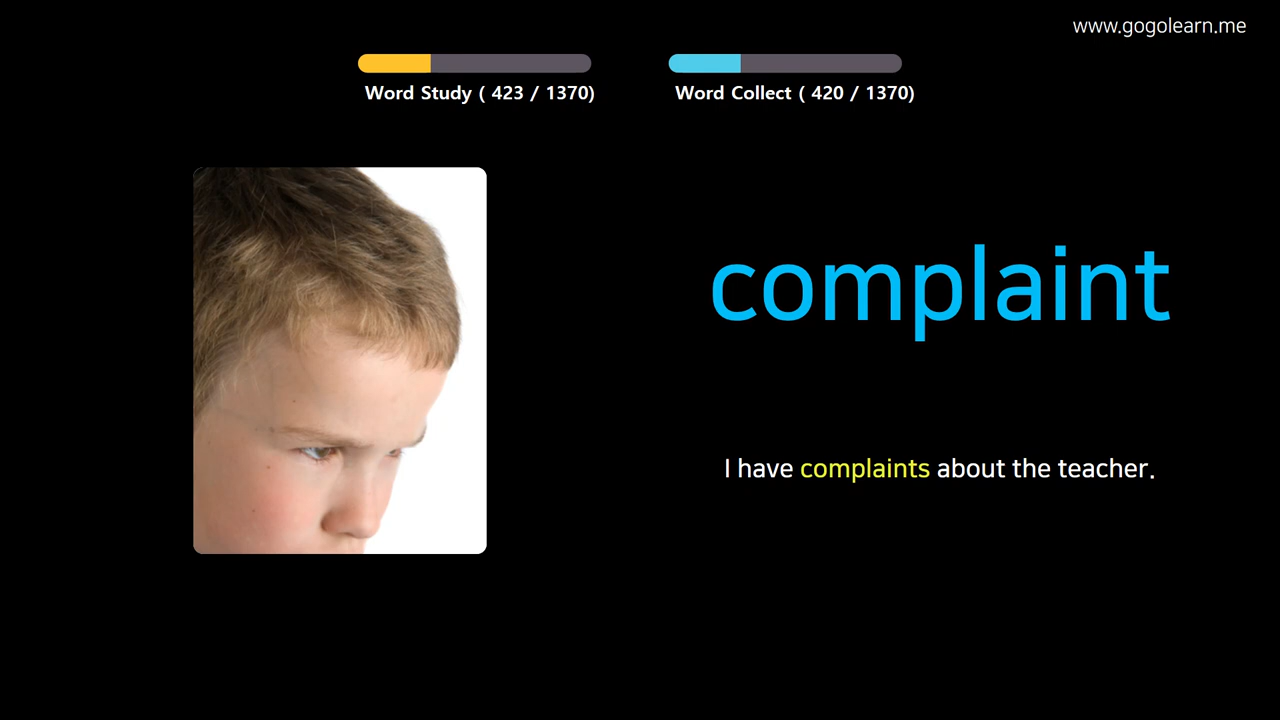 www.gogolearn.me
Word Study ( 423 / 1370)
Word Collect ( 420 / 1370)
complaint
I have complaints about the teacher.